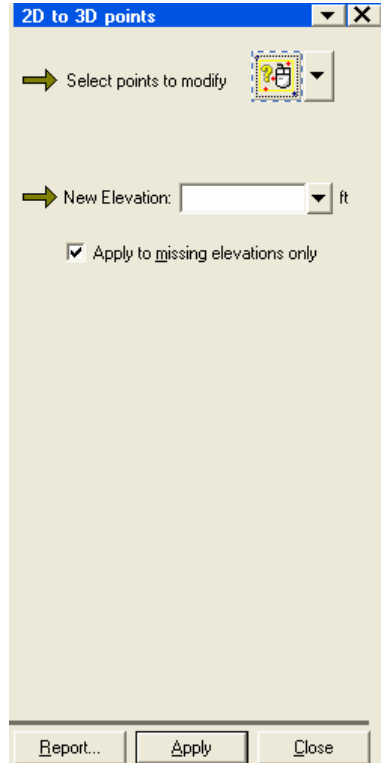 2D to 3D points
Select points to modify
New Elevation: ft
Apply to missing elevations only
Report... Apply Close